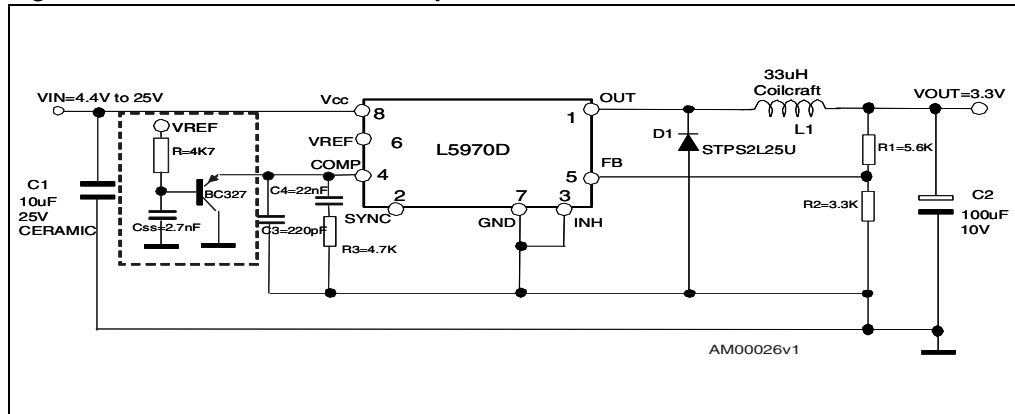 VIN=4.4V to 25V
VREF
R=4K7
BC327
Css=2.7nF
C1
10uF
25V
CERAMIC
Vcc
8
VREF
6
COMP
4
L5970D
1
OUT
FB
5
2
SYNC
7
GND
3
INH
C4=22nF
C3=220pF
R3=4.7K
33uH
Coilcraft
L1
D1
STPS2L25U
VOUT=3.3V
R1=5.6K
R2=3.3K
C2
100uF
10V
AM00026v1